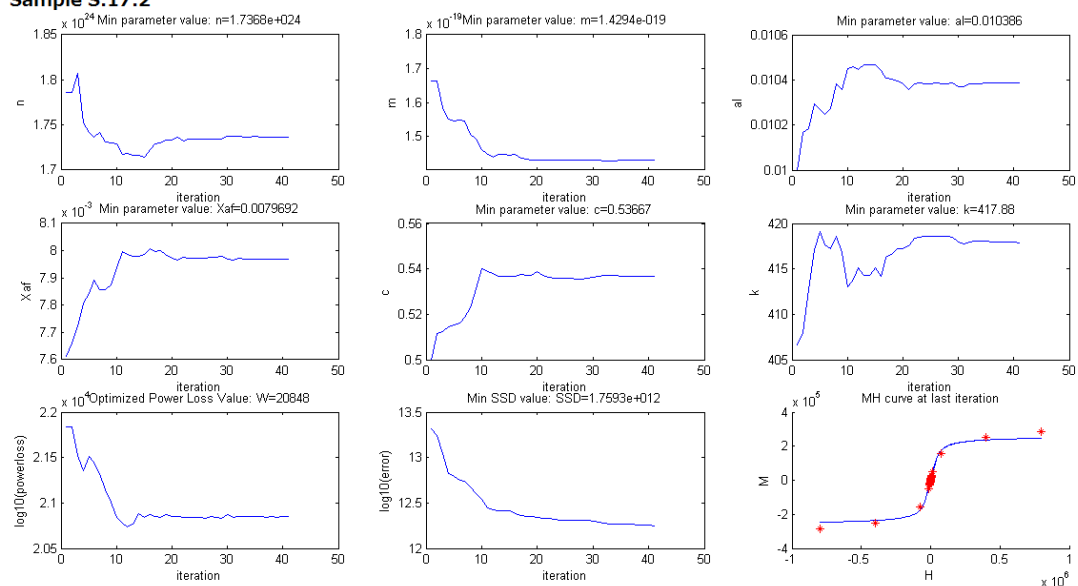 Sample S.17.2
x 10^24 Min parameter value: n=1.7368e+024
1.85
1.8
1.75
1.7
n
0 10 20 30 40 50
iteration
x 10^-19 Min parameter value: m=1.4294e-019
1.8
1.7
1.6
1.5
m
0 10 20 30 40 50
iteration
Min parameter value: al=0.010386
0.0106
0.0104
0.0102
0.01
al
0 10 20 30 40 50
iteration
x 10^-3 Min parameter value: Xaf=0.0079692
8.1
8
7.9
7.8
7.7
7.6
Xaf
0 10 20 30 40 50
iteration
Min parameter value: c=0.53667
0.56
0.54
0.52
0.5
c
0 10 20 30 40 50
iteration
Min parameter value: k=417.88
420
415
410
405
k
0 10 20 30 40 50
iteration
x 10^4 Optimized Power Loss Value: W=20848
2.2
2.15
2.1
2.05
log10(powerloss)
0 10 20 30 40 50
iteration
Min SSD value: SSD=1.7593e+012
13.5
13
12.5
12
log10(error)
0 10 20 30 40 50
iteration
x 10^5 MH curve at last iteration
4
2
0
-2
-4
M
-1 -0.5 0 0.5 1
H
x 10^6